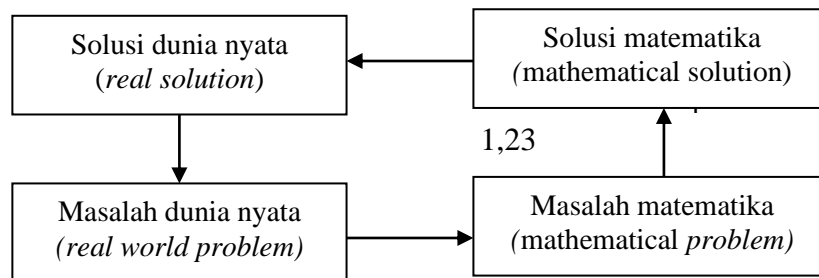 Solusi dunia nyata
(real solution)
Solusi matematika
(mathematical solution)
1,23
Masalah dunia nyata
(real world problem)
Masalah matematika
(mathematical problem)